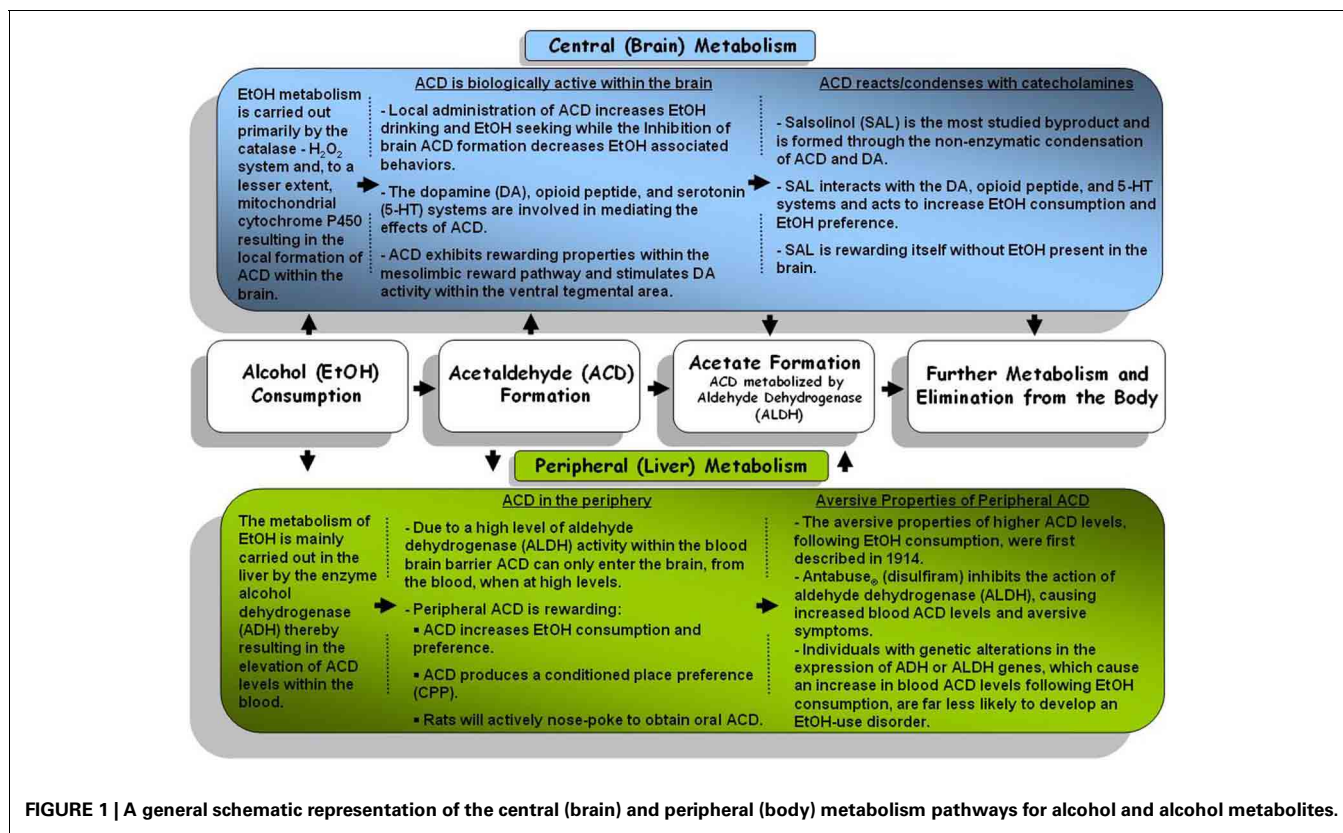 Central (Brain) Metabolism
EtOH metabolism
is carried out
primarily by the
catalase - H₂O₂
system and, to a
lesser extent,
mitochondrial
cytochrome P450
resulting in the
local formation of
ACD within the
brain.
ACD is biologically active within the brain
- Local administration of ACD increases EtOH
drinking and EtOH seeking while the Inhibition of
brain ACD formation decreases EtOH associated
behaviors.
- The dopamine (DA), opioid peptide, and serotonin
(5-HT) systems are involved in mediating the
effects of ACD.
- ACD exhibits rewarding properties within the
mesolimbic reward pathway and stimulates DA
activity within the ventral tegmental area.
ACD reacts/condenses with catecholamines
- Salsolinol (SAL) is the most studied byproduct and
is formed through the non-enzymatic condensation
of ACD and DA.
- SAL interacts with the DA, opioid peptide, and 5-HT
systems and acts to increase EtOH consumption and
EtOH preference.
- SAL is rewarding itself without EtOH present in the
brain.
Alcohol (EtOH)
Consumption
Acetaldehyde (ACD)
Formation
Acetate Formation
ACD metabolized by
Aldehyde Dehydrogenase
(ALDH)
Further Metabolism and
Elimination from the Body
Peripheral (Liver) Metabolism
The metabolism of
EtOH is mainly
carried out in the
liver by the enzyme
alcohol
dehydrogenase
(ADH) thereby
resulting in the
elevation of ACD
levels within the
blood.
ACD in the periphery
- Due to a high level of aldehyde
dehydrogenase (ALDH) activity within the blood
brain barrier ACD can only enter the brain, from
the blood, when at high levels.
- Peripheral ACD is rewarding:
▪ ACD increases EtOH consumption and
preference.
▪ ACD produces a conditioned place preference
(CPP).
▪ Rats will actively nose-poke to obtain oral ACD.
Aversive Properties of Peripheral ACD
- The aversive properties of higher ACD levels,
following EtOH consumption, were first
described in 1914.
- Antabuse® (disulfiram) inhibits the action of
aldehyde dehydrogenase (ALDH), causing
increased blood ACD levels and aversive
symptoms.
- Individuals with genetic alterations in the
expression of ADH or ALDH genes, which cause
an increase in blood ACD levels following EtOH
consumption, are far less likely to develop an
EtOH-use disorder.
FIGURE 1 | A general schematic representation of the central (brain) and peripheral (body) metabolism pathways for alcohol and alcohol metabolites.